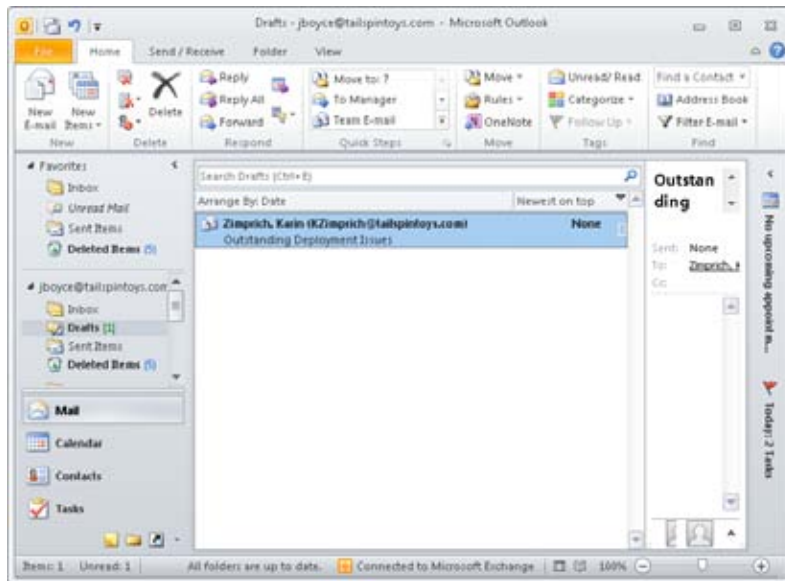 Drafts - jboyce@tailspintoys.com - Microsoft Outlook
File Home Send / Receive Folder View
New E-mail
New Items
Delete
Reply
Reply All
Forward
Move to: ?
To Manager
Team E-mail
Move
Rules
OneNote
Unread/ Read
Categorize
Follow Up
Find a Contact
Address Book
Filter E-mail
New Delete Respond Quick Steps Move Tags Find
Favorites
Inbox
Unread Mail
Sent Items
Deleted Items (5)
jboyce@tailspintoys.com
Inbox
Drafts [1]
Sent Items
Deleted Items (5)
Mail
Calendar
Contacts
Tasks
Search Drafts (Ctrl+E)
Arrange By: Date Newest on top
Zimprich, Karin (KZimprich@tailspintoys.com) None
Outstanding Deployment Issues
Outstan
ding
Sent: None
To: Zimprich, K
Cc:
No upcoming appointm...
Today: 2 Tasks
Items: 1 Unread: 1 All folders are up to date. Connected to Microsoft Exchange 100%